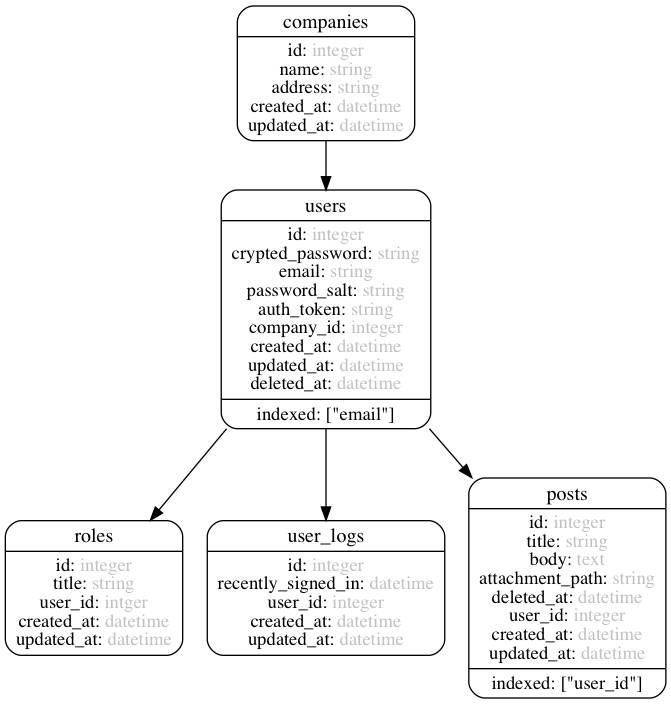 companies
id: integer
name: string
address: string
created_at: datetime
updated_at: datetime
users
id: integer
crypted_password: string
email: string
password_salt: string
auth_token: string
company_id: integer
created_at: datetime
updated_at: datetime
deleted_at: datetime
indexed: ["email"]
roles
id: integer
title: string
user_id: intger
created_at: datetime
updated_at: datetime
user_logs
id: integer
recently_signed_in: datetime
user_id: integer
created_at: datetime
updated_at: datetime
posts
id: integer
title: string
body: text
attachment_path: string
deleted_at: datetime
user_id: integer
created_at: datetime
updated_at: datetime
indexed: ["user_id"]